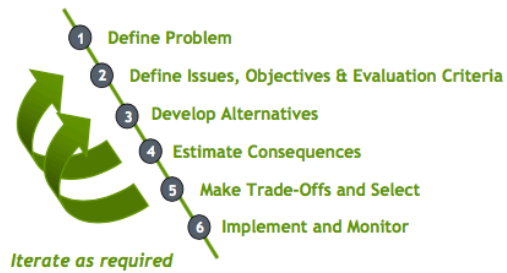 1 Define Problem
2 Define Issues, Objectives & Evaluation Criteria
3 Develop Alternatives
4 Estimate Consequences
5 Make Trade-Offs and Select
6 Implement and Monitor
Iterate as required